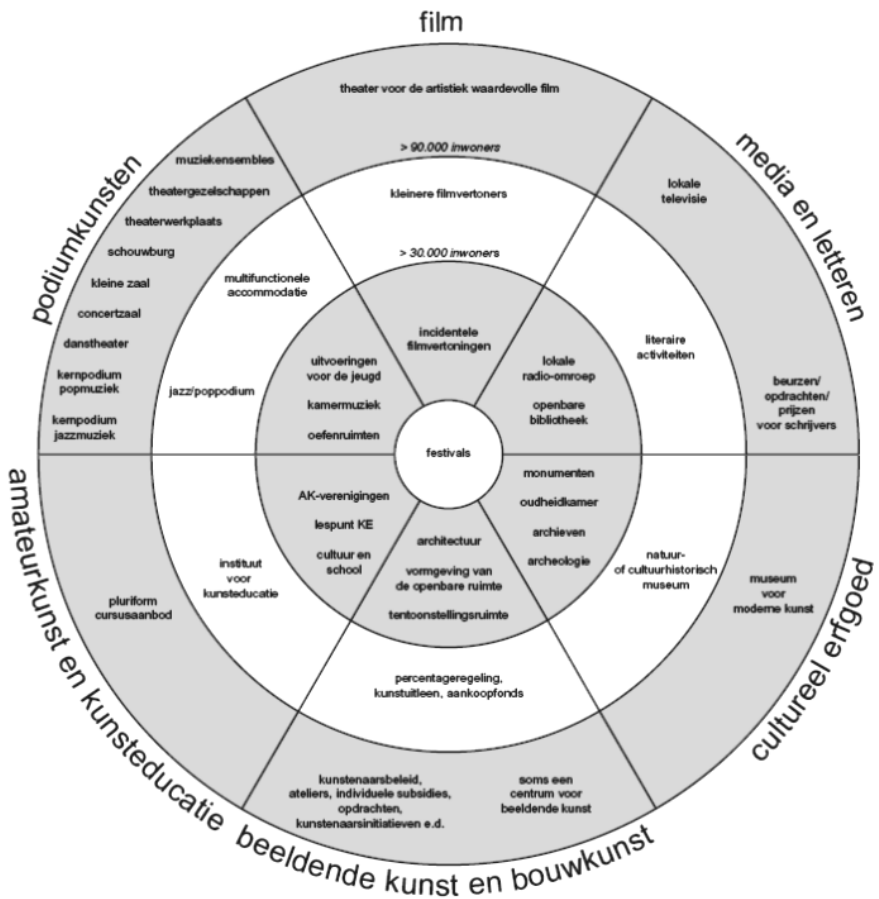 film
theater voor de artistiek waardevolle film
> 90.000 inwoners
kleinere filmvertoners
> 30.000 inwoners
incidentele
filmvertoningen
media en letteren
lokale
televisie
beurzen/
opdrachten/
prijzen
voor schrijvers
literaire
activiteiten
lokale
radio-omroep
openbare
bibliotheek
cultureel erfgoed
museum
voor
moderne kunst
natuur-
of cultuurhistorisch
museum
monumenten
oudheidkamer
archieven
archeologie
beeldende kunst en bouwkunst
architectuur
vormgeving van
de openbare ruimte
tentoonstellingsruimte
percentageregeling,
kunstuitleen, aankoopfonds
kunstenaarsbeleid,
ateliers, individuele subsidies,
opdrachten,
kunstenaarsinitiatieven e.d.
soms een
centrum voor
beeldende kunst
amateurkunst en kunsteducatie
pluriform
cursusaanbod
instituut
voor
kunsteducatie
AK-verenigingen
lespunt KE
cultuur en
school
podiumkunsten
muziekensembles
theatergezelschappen
theaterwerkplaats
schouwburg
kleine zaal
concertzaal
danstheater
kernpodium
popmuziek
kernpodium
jazzmuziek
multifunctionele
accommodatie
jazz/poppodium
uitvoeringen
voor de jeugd
kamermuziek
oefenruimten
festivals